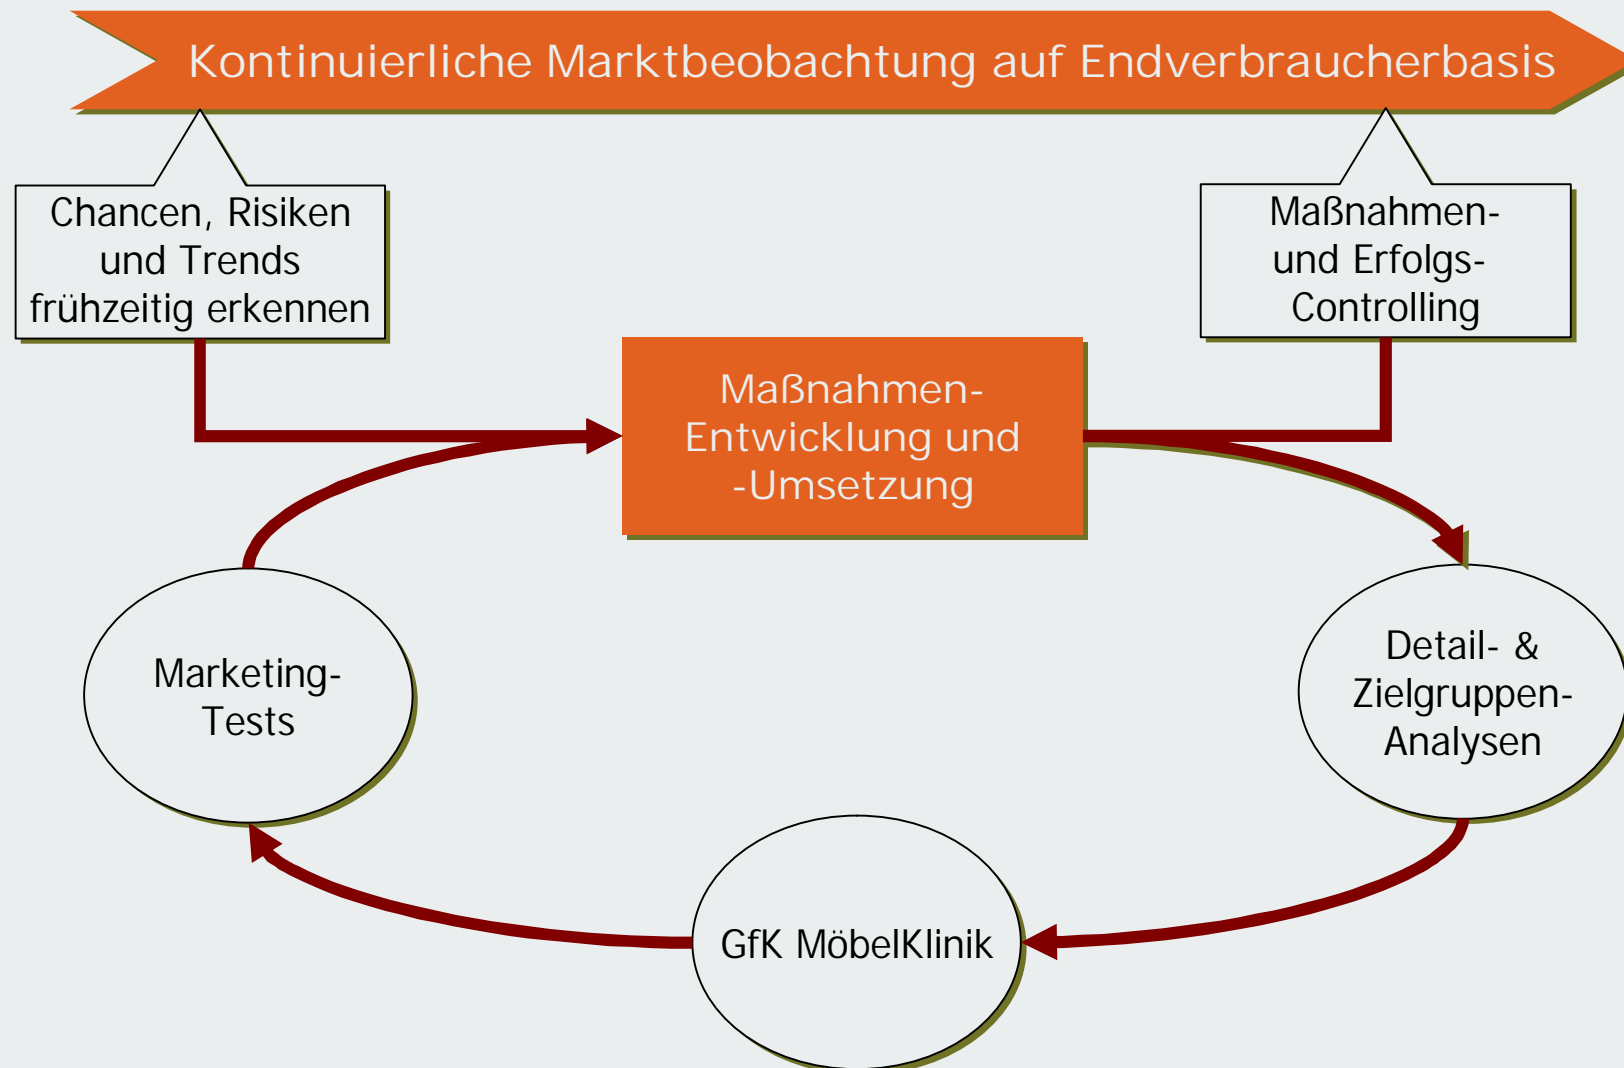 Kontinuierliche Marktbeobachtung auf Endverbraucherbasis
Chancen, Risiken
und Trends
frühzeitig erkennen
Maßnahmen-
und Erfolgs-
Controlling
Maßnahmen-
Entwicklung und
-Umsetzung
Marketing-
Tests
Detail- &
Zielgruppen-
Analysen
GfK MöbelKlinik